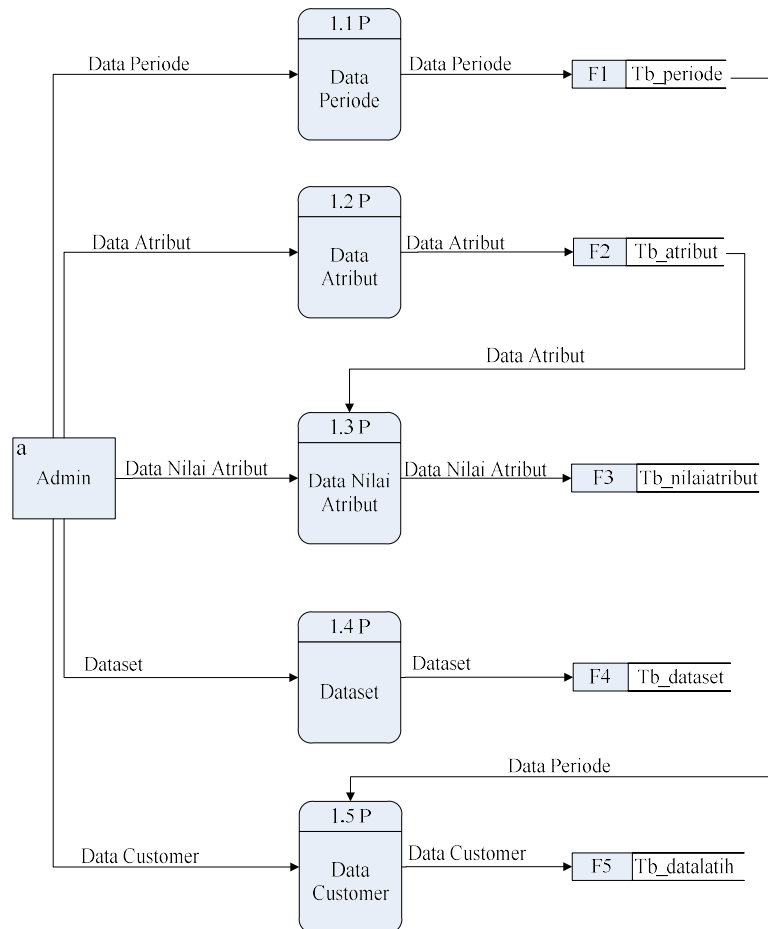 1.1 P
Data Periode
Data Periode
Data
Periode
F1
Tb_periode
1.2 P
Data Atribut
Data Atribut
Data
Atribut
F2
Tb_atribut
Data Atribut
1.3 P
a
Admin
Data Nilai Atribut
Data Nilai
Atribut
Data Nilai Atribut
F3
Tb_nilaiatribut
1.4 P
Dataset
Dataset
Dataset
F4
Tb_dataset
Data Periode
1.5 P
Data Customer
Data Customer
Data
Customer
F5
Tb_datalatih